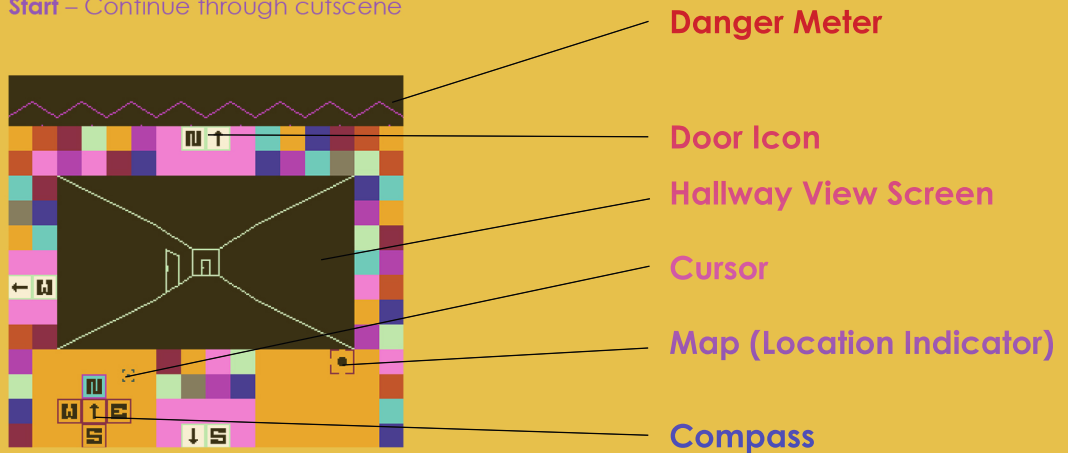 Start – Continue through cutscene
Danger Meter
N ↑
Door Icon
Hallway View Screen
Cursor
← W
Map (Location Indicator)
N
W ↑ E
S
↓ S
Compass